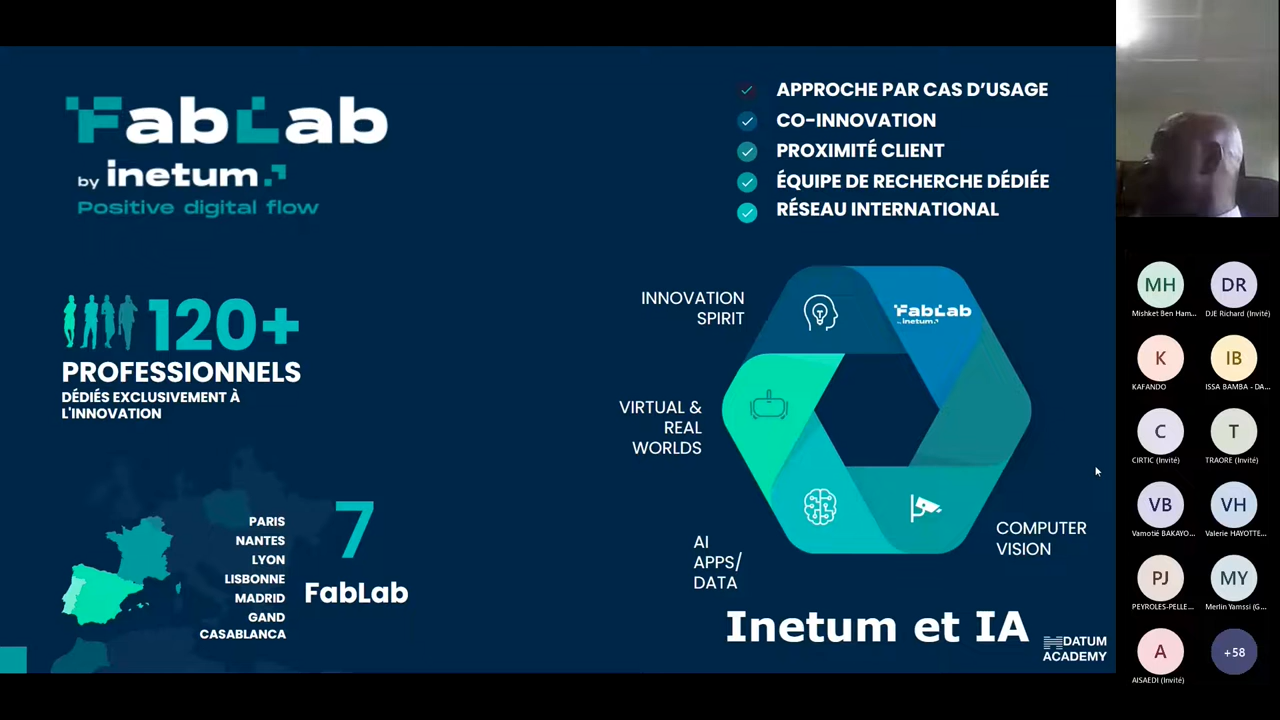 FabLab
by inetum
Positive digital flow
120+
PROFESSIONNELS
DÉDIÉS EXCLUSIVEMENT À
L'INNOVATION
PARIS
NANTES
LYON
LISBONNE
MADRID
GAND
CASABLANCA
7
FabLab
APPROCHE PAR CAS D’USAGE
CO-INNOVATION
PROXIMITÉ CLIENT
ÉQUIPE DE RECHERCHE DÉDIÉE
RÉSEAU INTERNATIONAL
INNOVATION
SPIRIT
FabLab
by inetum
VIRTUAL &
REAL
WORLDS
AI
APPS/
DATA
COMPUTER
VISION
Inetum et IA
DATUM
ACADEMY
MH
DR
Mishket Ben Ham...
DJE Richard (Invité)
K
IB
KAFANDO
ISSA BAMBA - DA...
C
T
CIRTIC (Invité)
TRAORE (Invité)
VB
VH
Vamotié BAKAYO...
Valerie HAYOTTE...
PJ
MY
PEYROLES-PELLE...
Merlin Yamssi (G...
A
+58
AISAEDI (Invité)